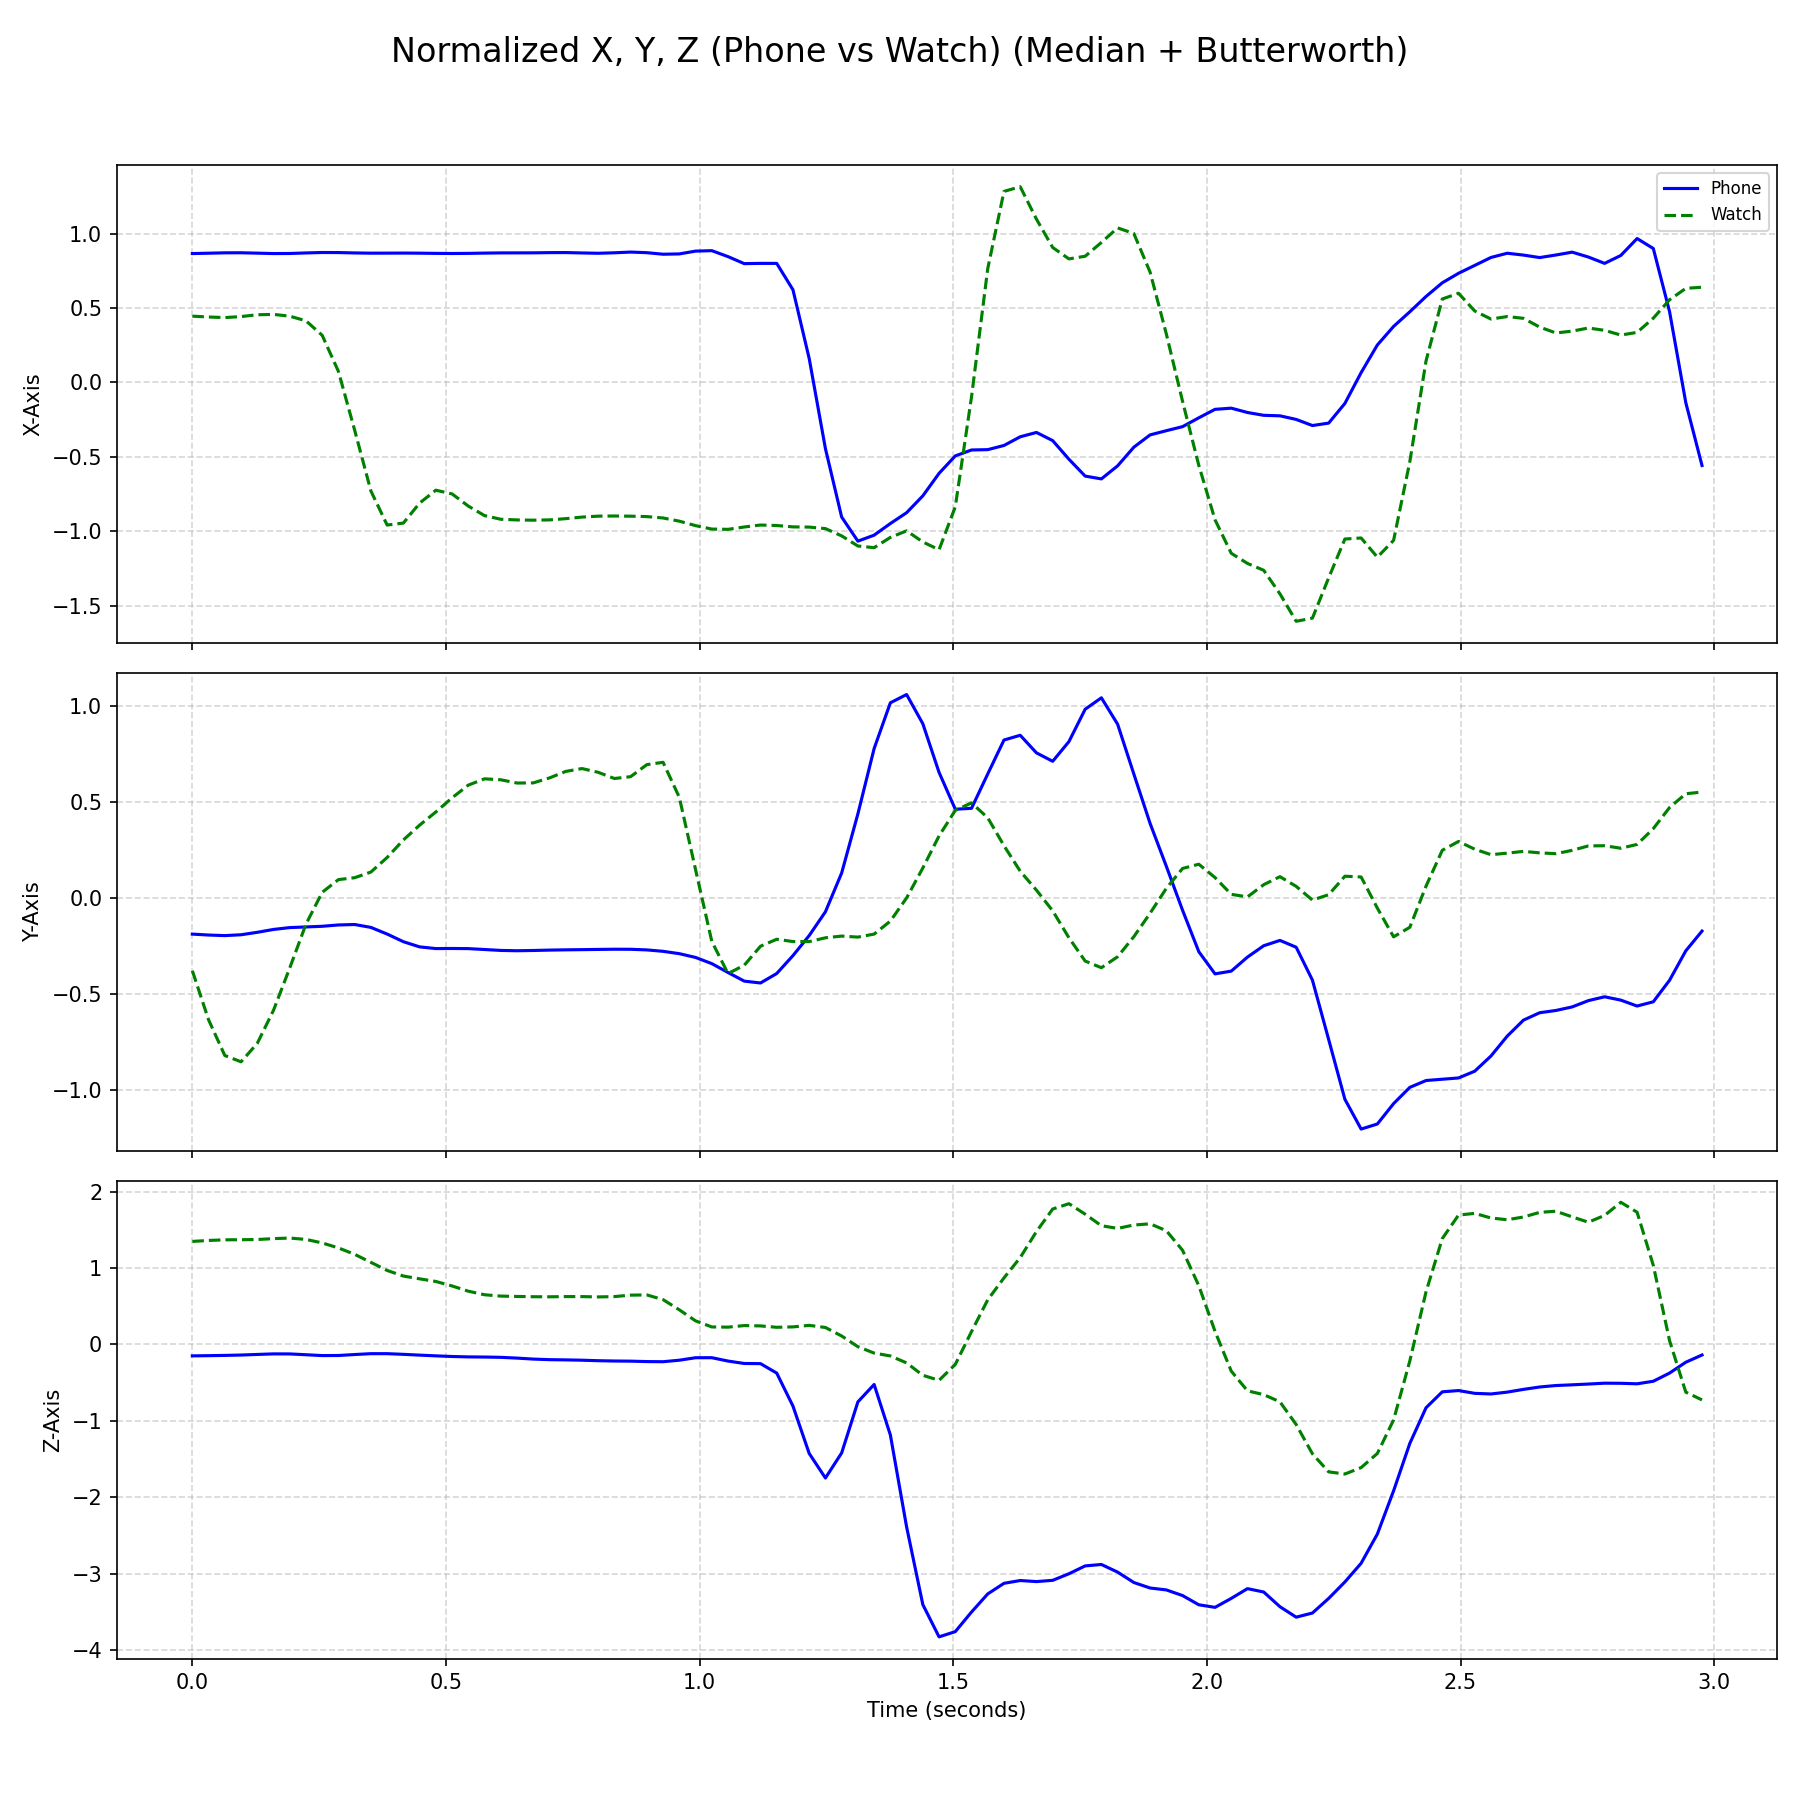 Normalized X, Y, Z (Phone vs Watch) (Median + Butterworth)
Phone
Watch
1.0
0.5
0.0
−0.5
−1.0
−1.5
X-Axis
1.0
0.5
0.0
−0.5
−1.0
Y-Axis
2
1
0
−1
−2
−3
−4
Z-Axis
0.0 0.5 1.0 1.5 2.0 2.5 3.0
Time (seconds)